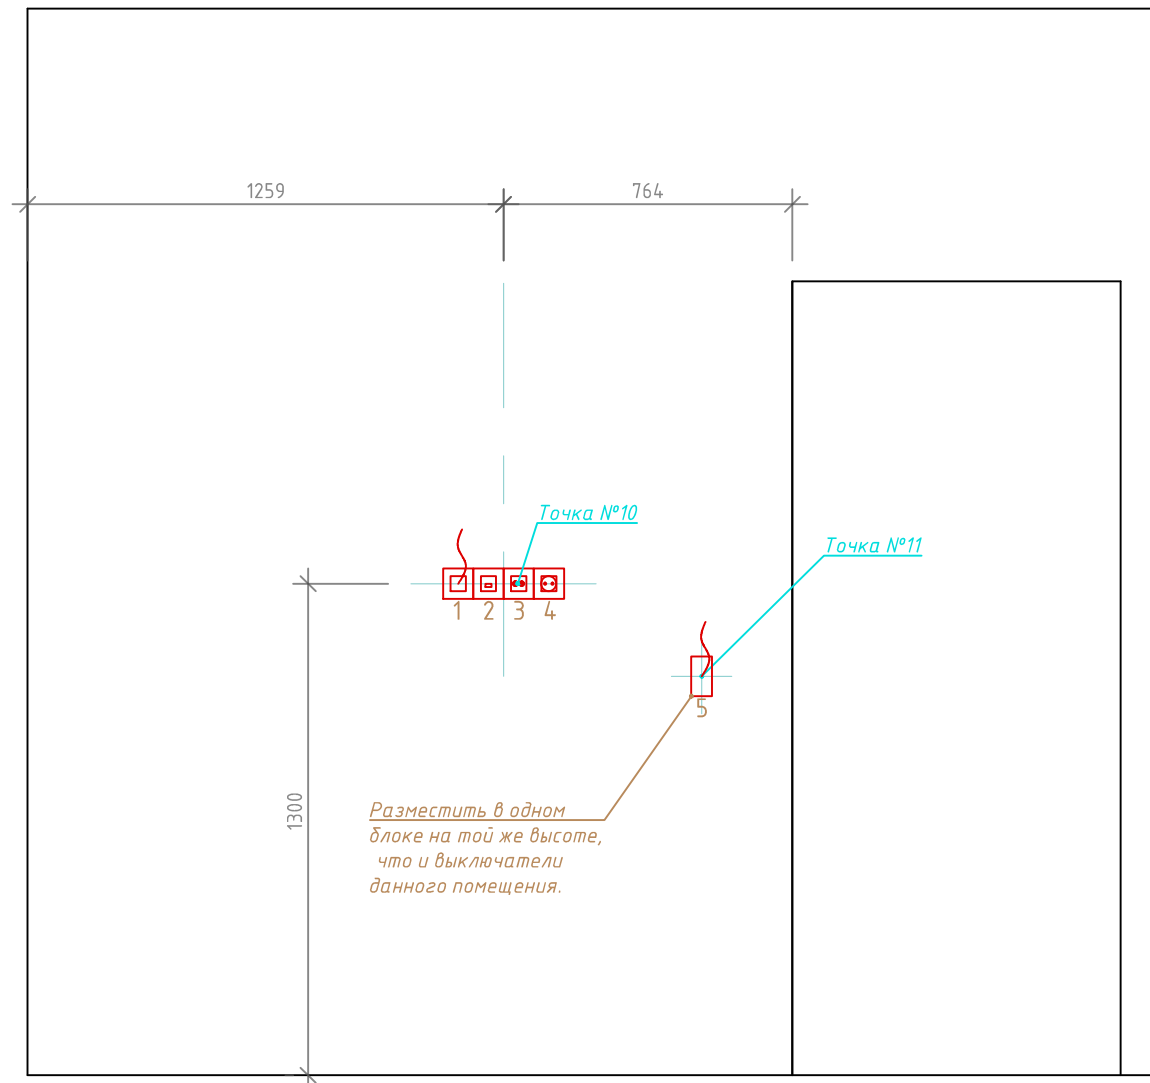 1259
764
Точка №10
Точка №11
1 2 3 4
5
1300
Разместить в одном
блоке на той же высоте,
что и выключатели
данного помещения.